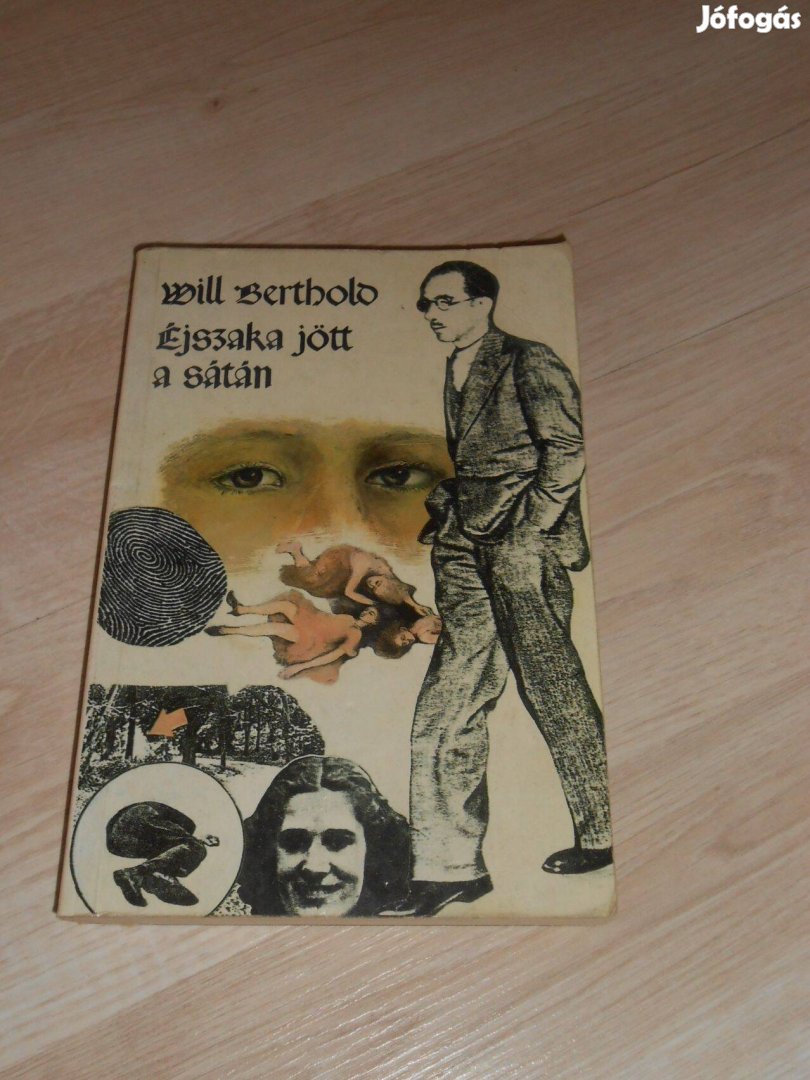 Jófogás
Will Berthold
Éjszaka jött
a sátán